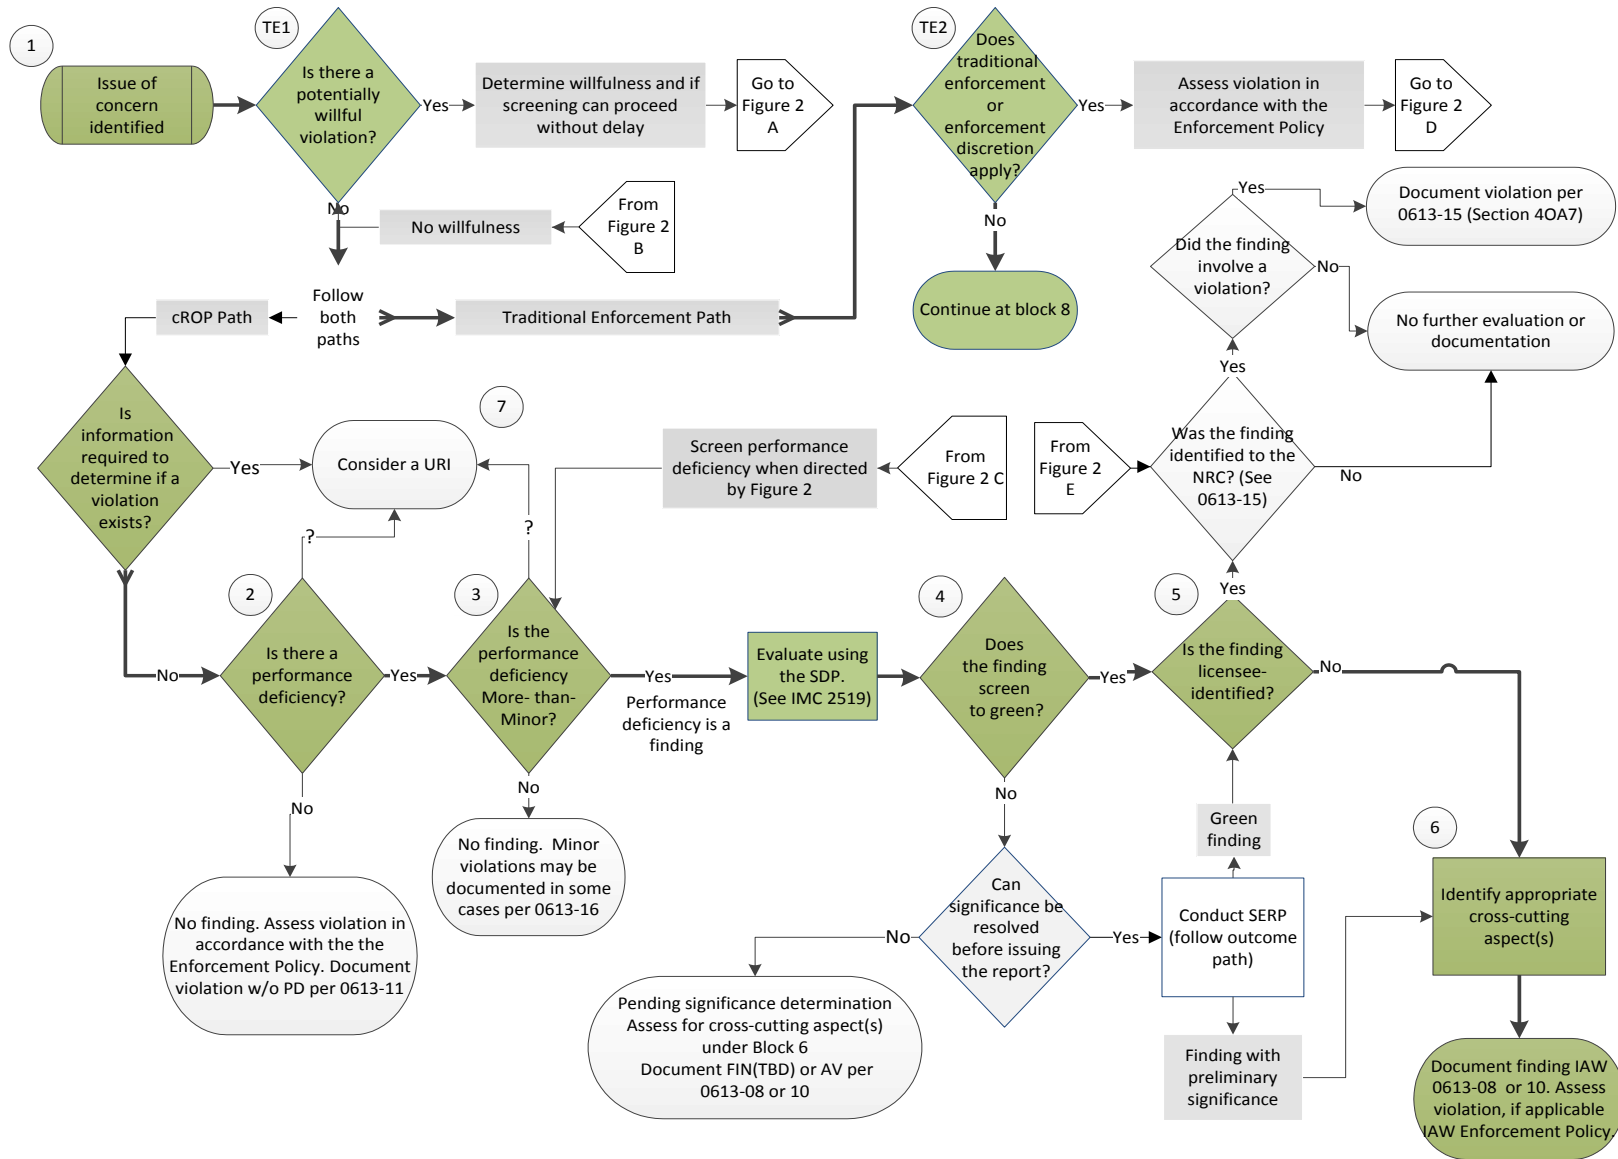 1
Issue of
concern
identified
TE1
Is there a
potentially
willful
violation?
Yes
Determine willfulness and if
screening can proceed
without delay
Go to
Figure 2
A
No
No willfulness
From
Figure 2
B
TE2
Does
traditional
enforcement
or
enforcement
discretion
apply?
Yes
Assess violation in
accordance with the
Enforcement Policy
Go to
Figure 2
D
No
Continue at block 8
cROP Path
Follow
both
paths
Traditional Enforcement Path
Yes
Document violation per
0613-15 (Section 4OA7)
Did the finding
involve a
violation?
No
No further evaluation or
documentation
Yes
Is
information
required to
determine if a
violation
exists?
Yes
Consider a URI
7
Screen performance
deficiency when directed
by Figure 2
From
Figure 2 C
From
Figure 2
E
Was the finding
identified to the
NRC? (See
0613-15)
No
?
?
No
2
Is there a
performance
deficiency?
Yes
3
Is the
performance
deficiency
More- than-
Minor?
Yes
Performance
deficiency is a
finding
Evaluate using
the SDP.
(See IMC 2519)
4
Does
the finding
screen
to green?
Yes
5
Yes
Is the finding
licensee-
identified?
No
No
No finding. Assess violation in
accordance with the the
Enforcement Policy. Document
violation w/o PD per 0613-11
No
No finding.  Minor
violations may be
documented in some
cases per 0613-16
No
Can
significance be
resolved
before issuing
the report?
No
Yes
Pending significance determination
Assess for cross-cutting aspect(s)
under Block 6
Document FIN(TBD) or AV per
0613-08 or 10
Green
finding
Conduct SERP
(follow outcome
path)
Finding with
preliminary
significance
6
Identify appropriate
cross-cutting
aspect(s)
Document finding IAW
0613-08  or 10. Assess
violation, if applicable
IAW Enforcement Policy.